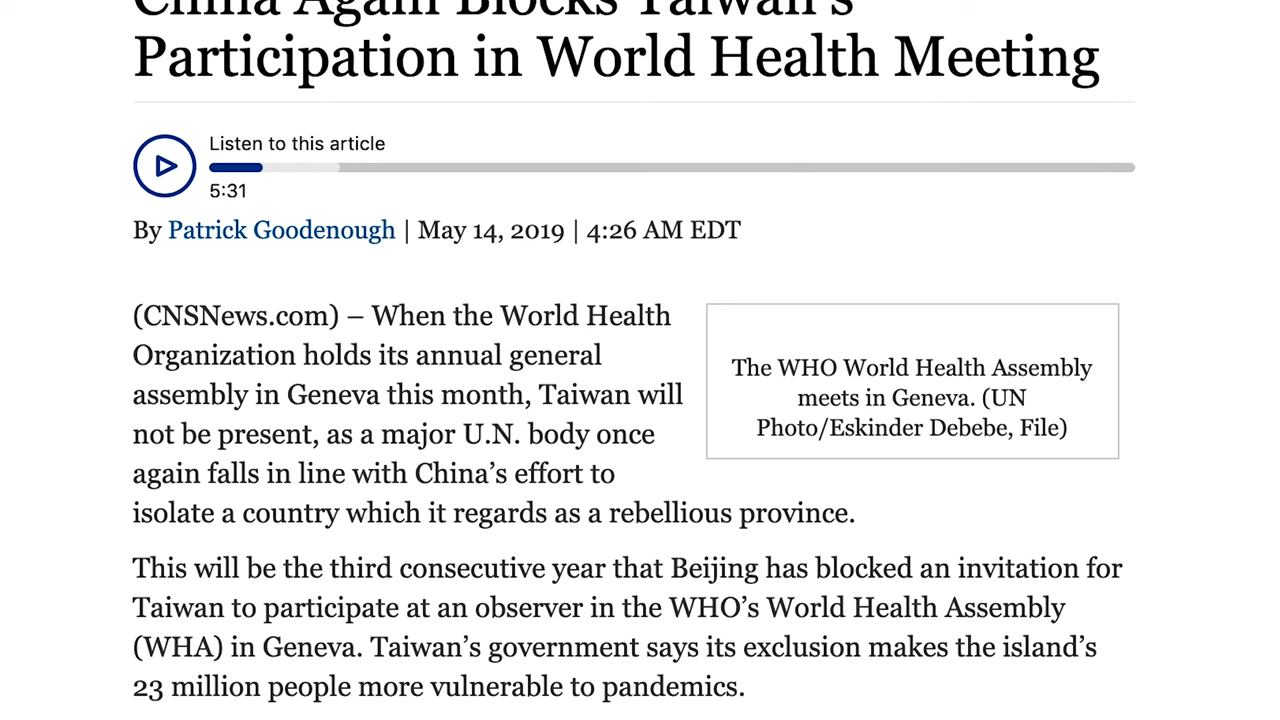 China Again Blocks Taiwan's
Participation in World Health Meeting
Listen to this article
5:31
By Patrick Goodenough | May 14, 2019 | 4:26 AM EDT
(CNSNews.com) – When the World Health
Organization holds its annual general
assembly in Geneva this month, Taiwan will
not be present, as a major U.N. body once
again falls in line with China’s effort to
isolate a country which it regards as a rebellious province.
The WHO World Health Assembly
meets in Geneva. (UN
Photo/Eskinder Debebe, File)
This will be the third consecutive year that Beijing has blocked an invitation for
Taiwan to participate at an observer in the WHO’s World Health Assembly
(WHA) in Geneva. Taiwan’s government says its exclusion makes the island’s
23 million people more vulnerable to pandemics.